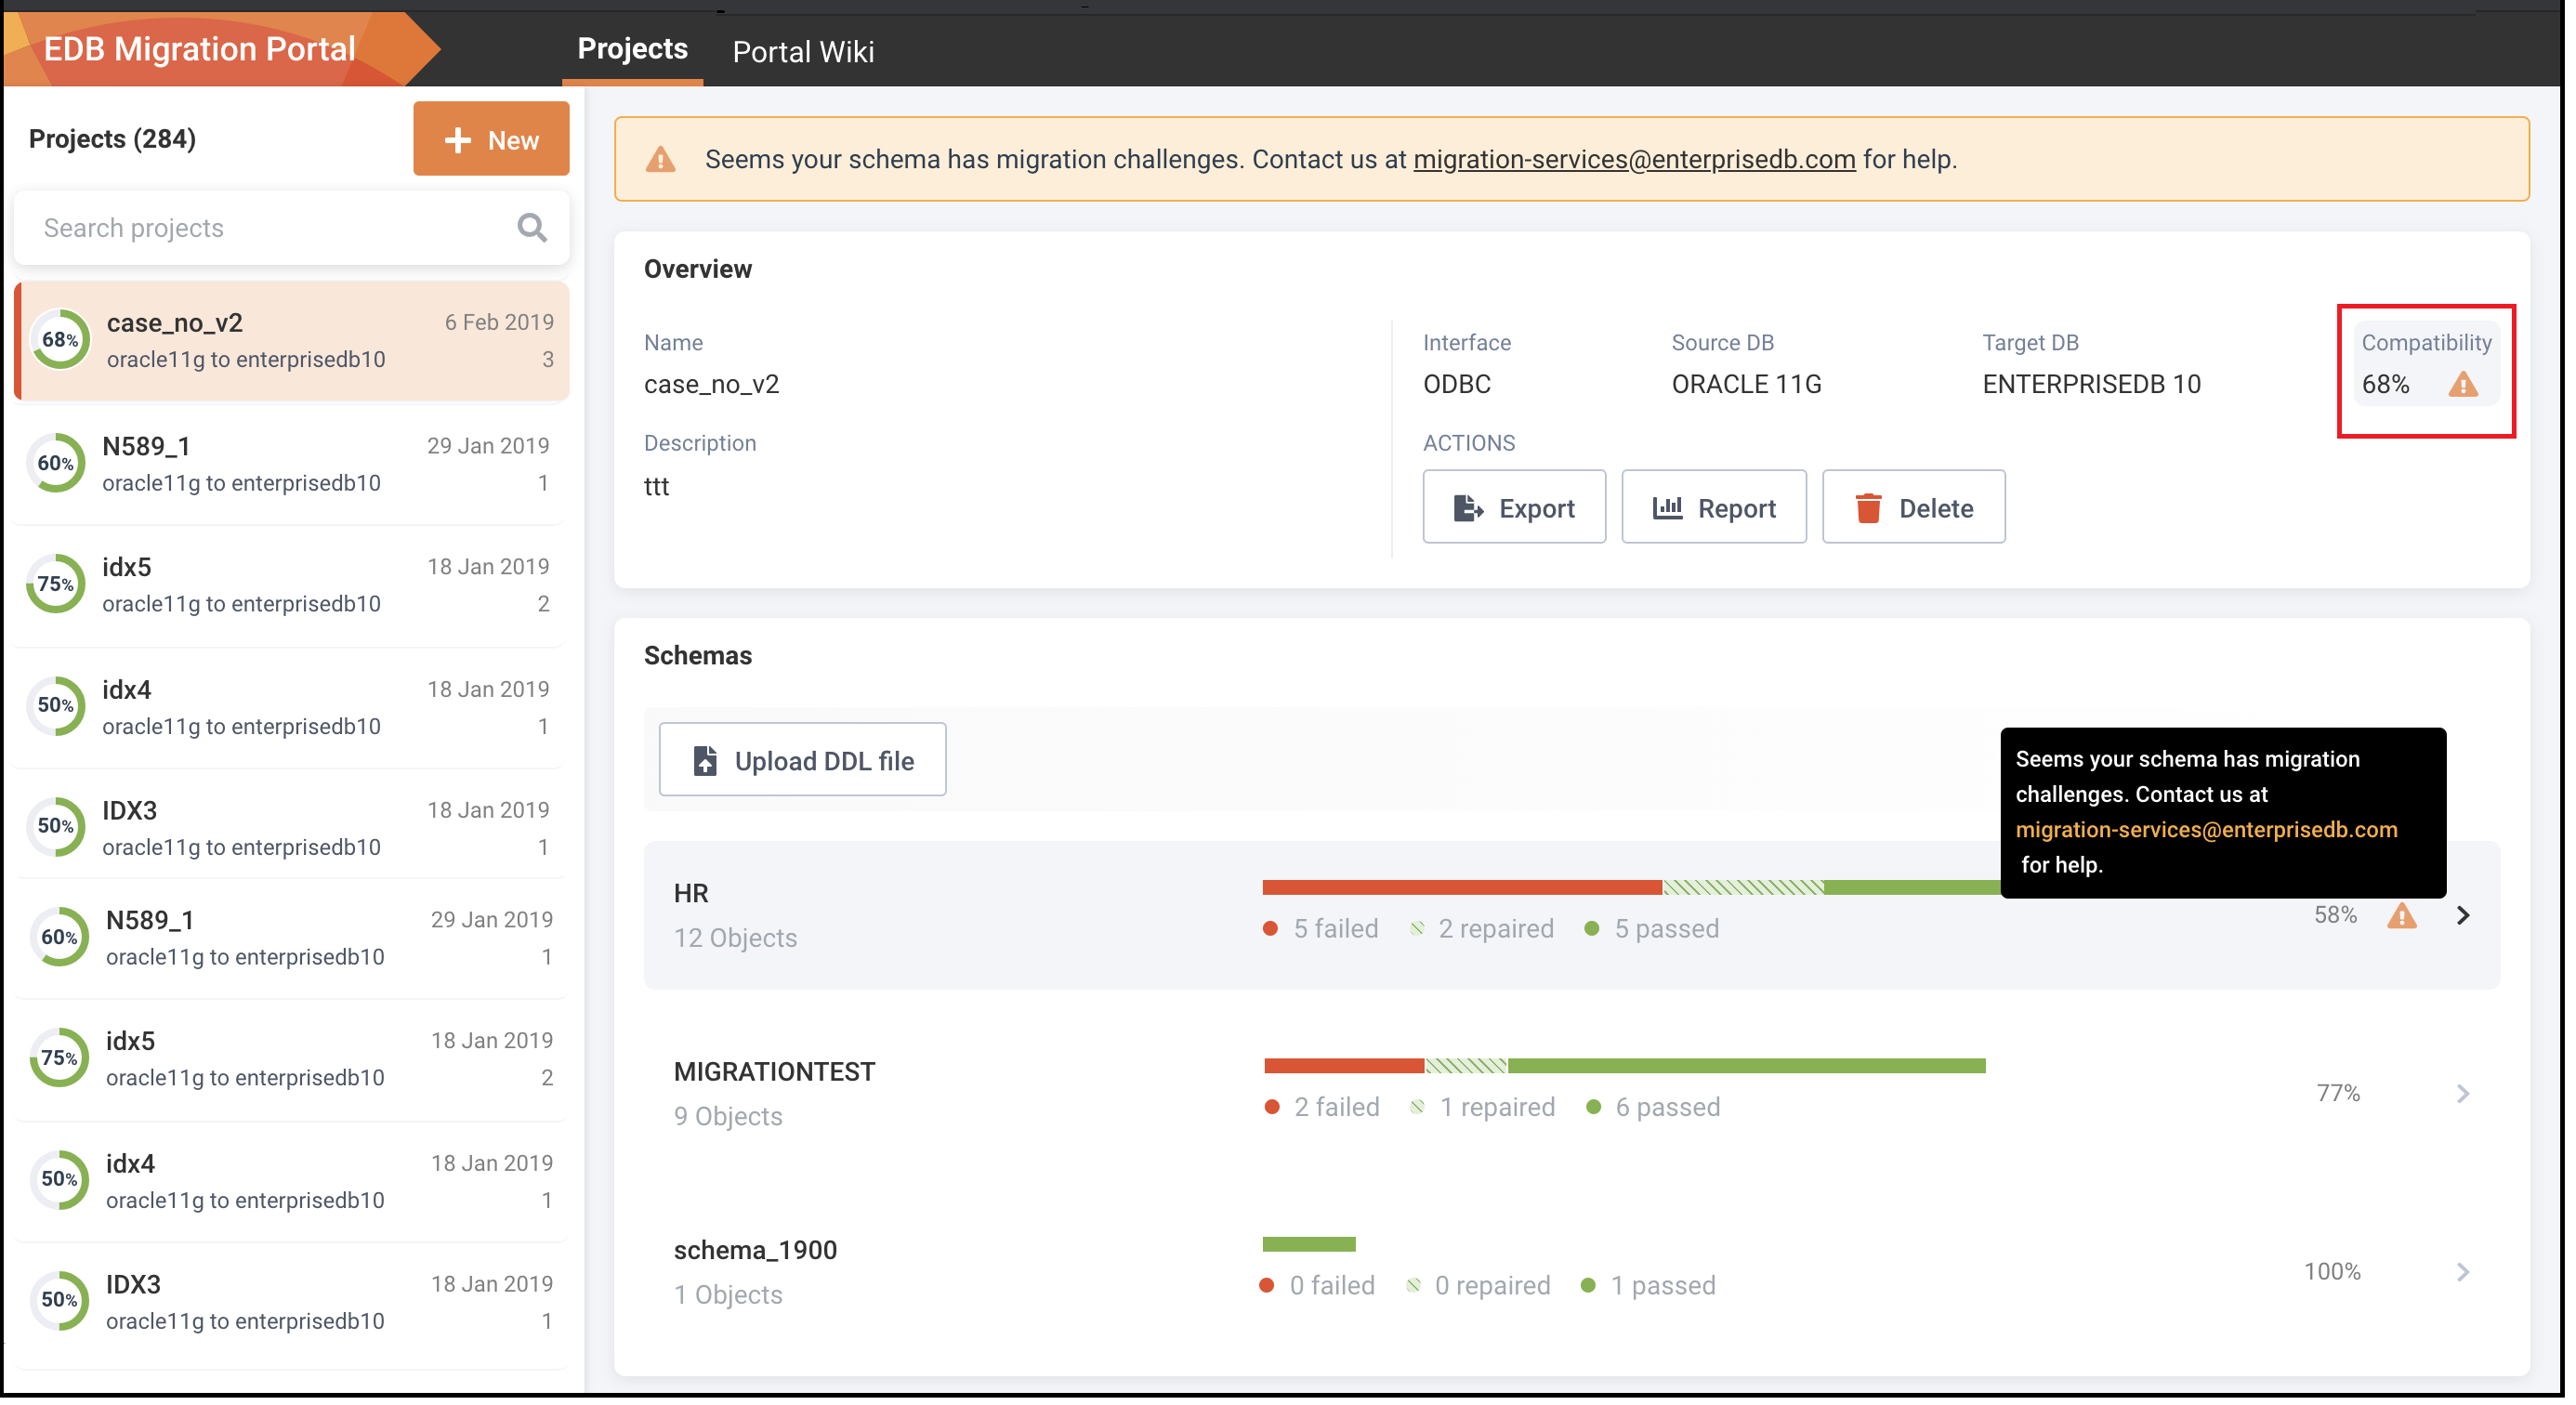 EDB Migration Portal
Projects
Portal Wiki
Projects (284)
New
Search projects
68%
case_no_v2
6 Feb 2019
oracle11g to enterprisedb10
3
60%
N589_1
29 Jan 2019
oracle11g to enterprisedb10
1
75%
idx5
18 Jan 2019
oracle11g to enterprisedb10
2
50%
idx4
18 Jan 2019
oracle11g to enterprisedb10
1
50%
IDX3
18 Jan 2019
oracle11g to enterprisedb10
1
60%
N589_1
29 Jan 2019
oracle11g to enterprisedb10
1
75%
idx5
18 Jan 2019
oracle11g to enterprisedb10
2
50%
idx4
18 Jan 2019
oracle11g to enterprisedb10
1
50%
IDX3
18 Jan 2019
oracle11g to enterprisedb10
1
Seems your schema has migration challenges. Contact us at migration-services@enterprisedb.com for help.
Overview
Name
case_no_v2
Description
ttt
Interface
ODBC
Source DB
ORACLE 11G
Target DB
ENTERPRISEDB 10
Compatibility
68%
ACTIONS
Export
Report
Delete
Schemas
Upload DDL file
Seems your schema has migration
challenges. Contact us at
migration-services@enterprisedb.com
for help.
HR
12 Objects
5 failed
2 repaired
5 passed
58%
MIGRATIONTEST
9 Objects
2 failed
1 repaired
6 passed
77%
schema_1900
1 Objects
0 failed
0 repaired
1 passed
100%